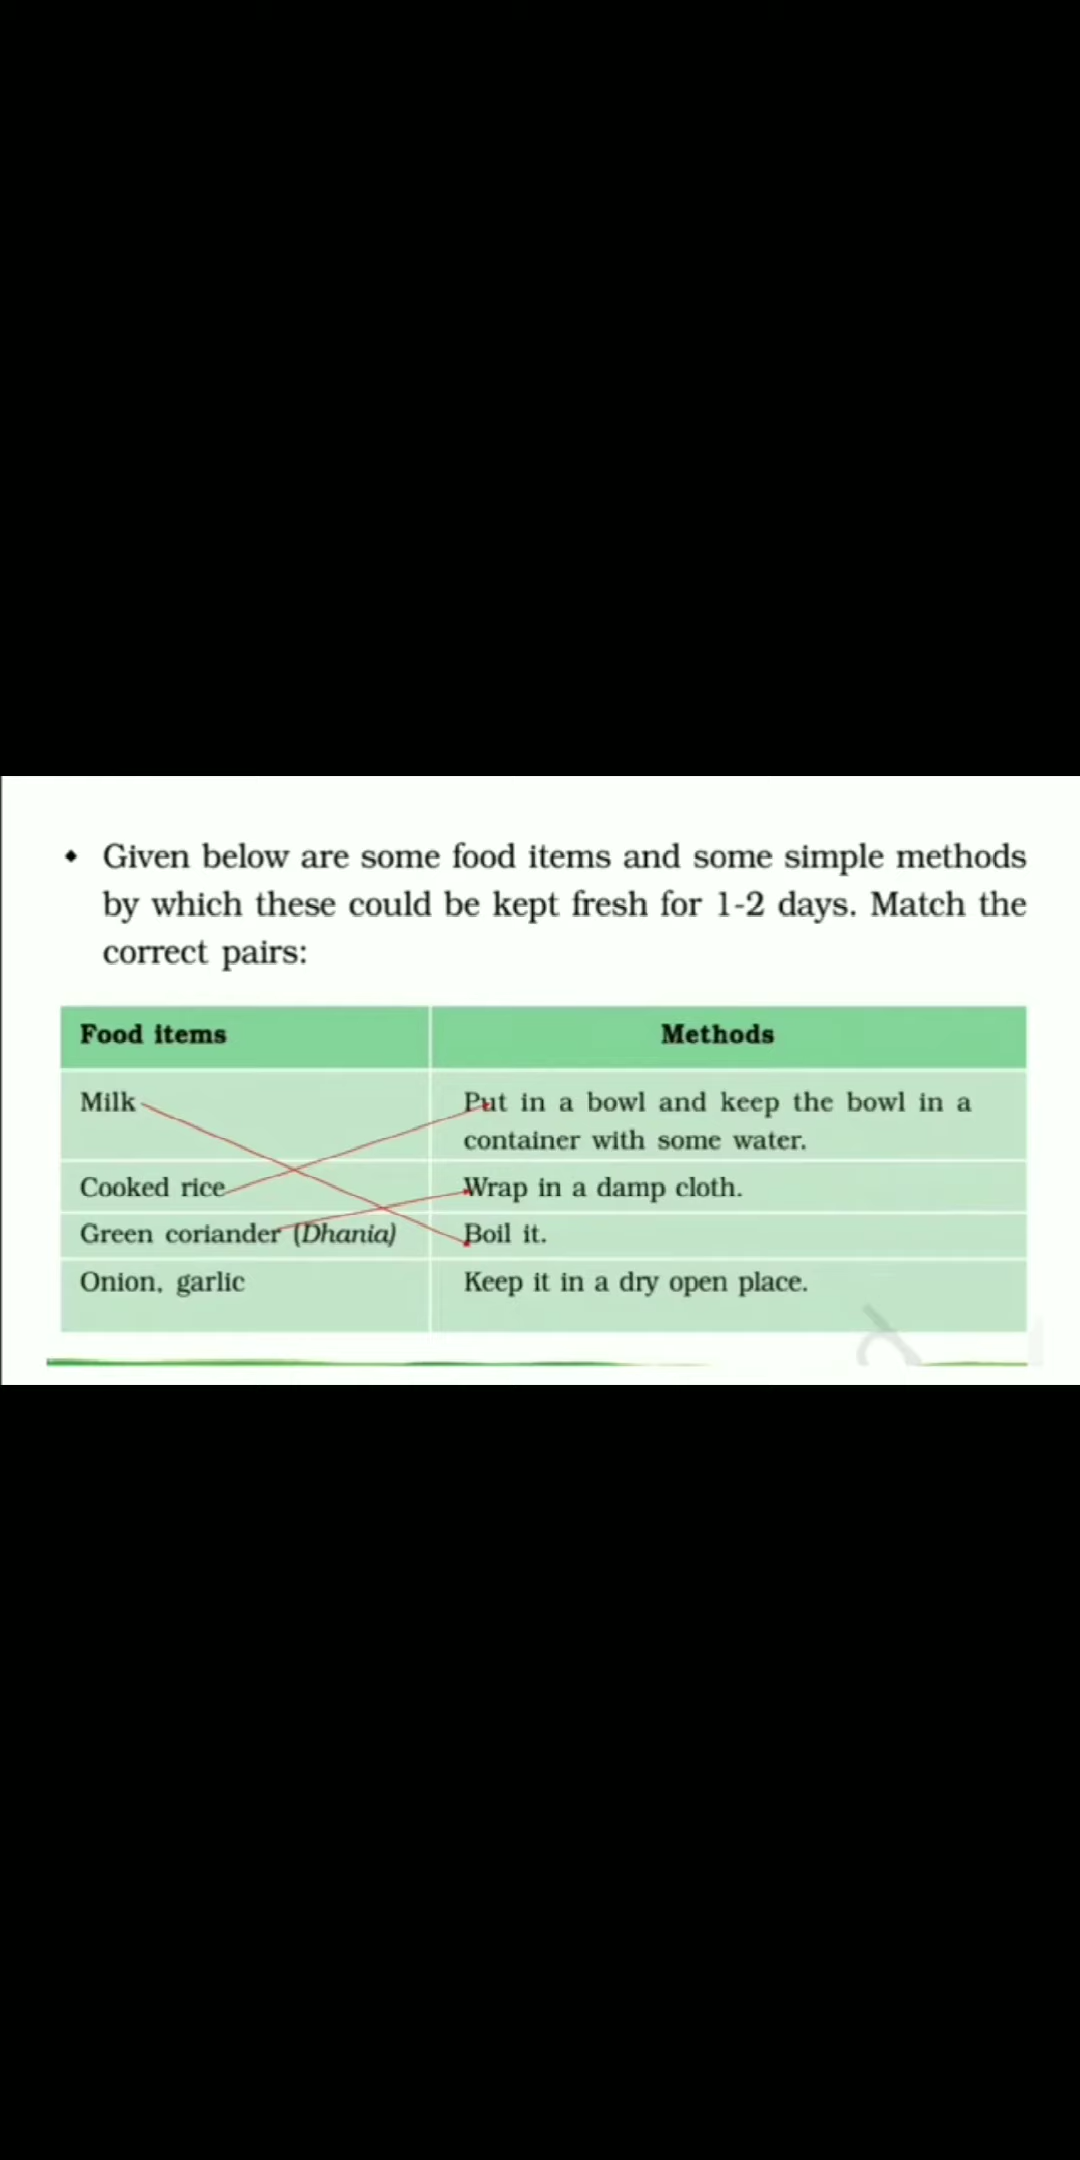 • Given below are some food items and some simple methods
by which these could be kept fresh for 1-2 days. Match the
correct pairs:
Food items Methods
Milk Put in a bowl and keep the bowl in a
container with some water.
Cooked rice Wrap in a damp cloth.
Green coriander (Dhania) Boil it.
Onion, garlic Keep it in a dry open place.